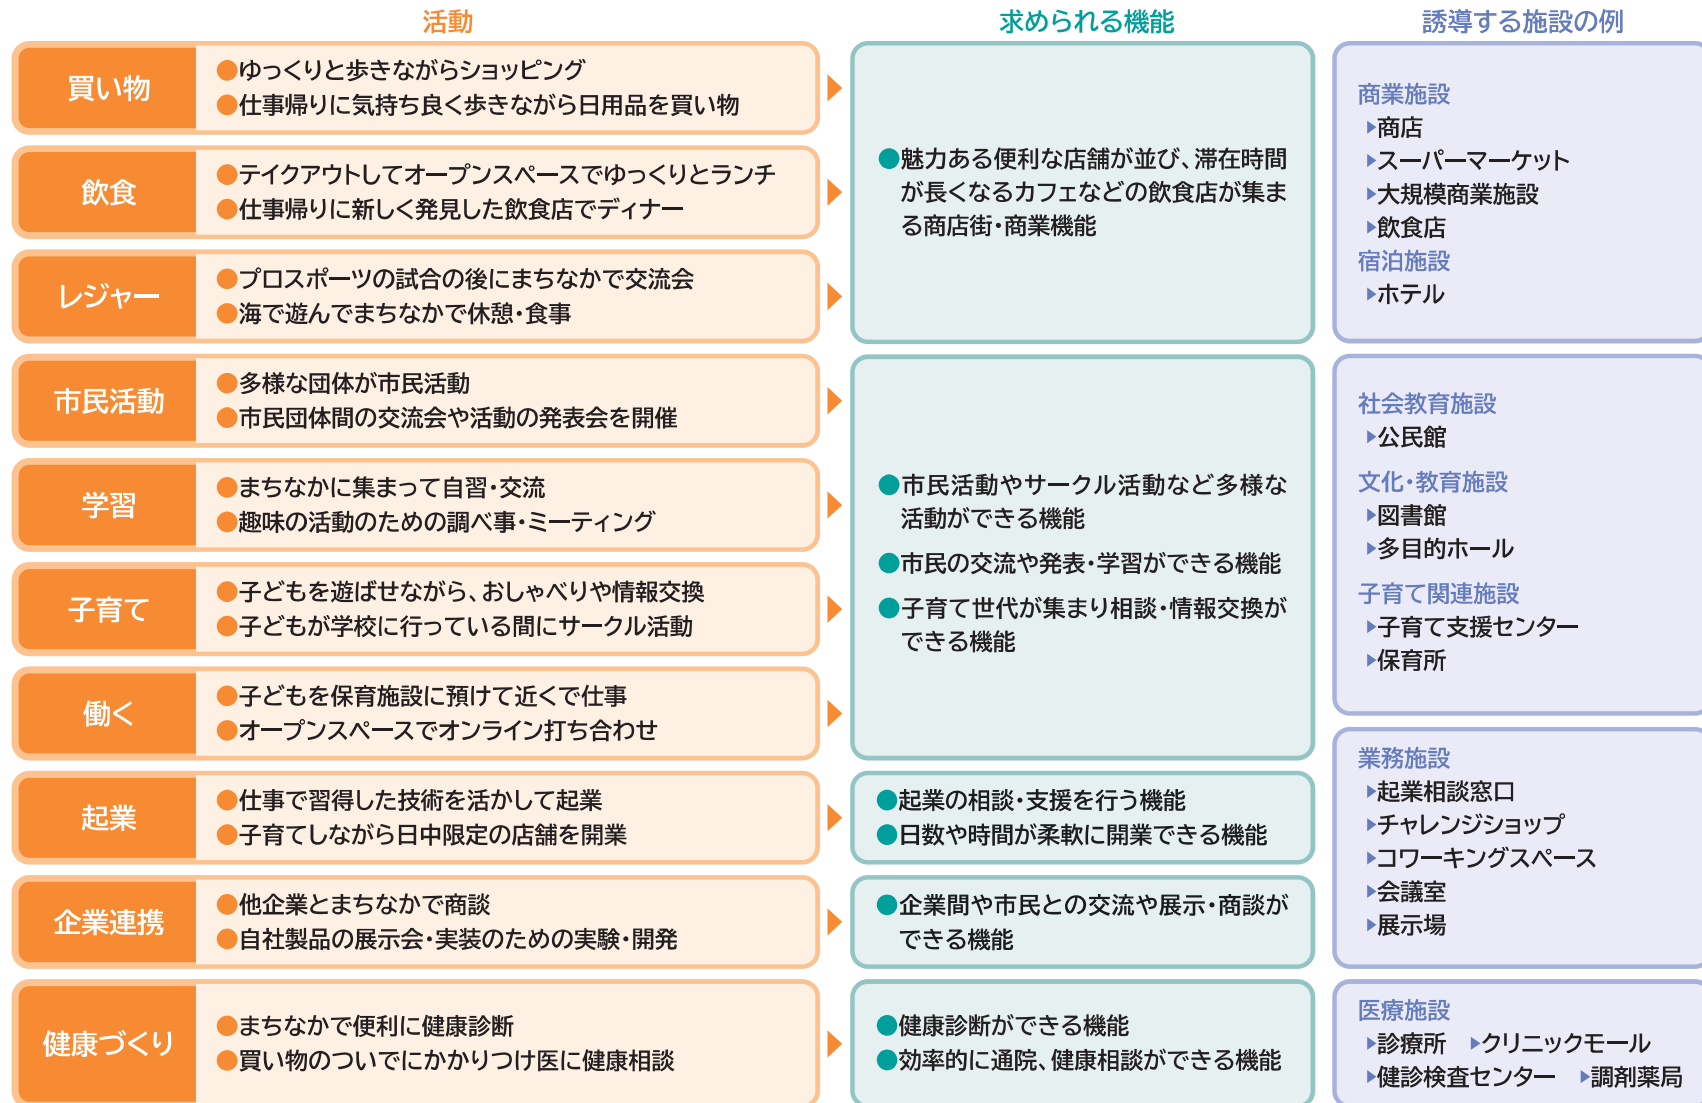 活動
求められる機能
誘導する施設の例
買い物
●ゆっくりと歩きながらショッピング
●仕事帰りに気持ち良く歩きながら日用品を買い物
飲食
●テイクアウトしてオープンスペースでゆっくりとランチ
●仕事帰りに新しく発見した飲食店でディナー
レジャー
●プロスポーツの試合の後にまちなかで交流会
●海で遊んでまちなかで休憩・食事
●魅力ある便利な店舗が並び、滞在時間
が長くなるカフェなどの飲食店が集ま
る商店街・商業機能
商業施設
▶商店
▶スーパーマーケット
▶大規模商業施設
▶飲食店
宿泊施設
▶ホテル
市民活動
●多様な団体が市民活動
●市民団体間の交流会や活動の発表会を開催
学習
●まちなかに集まって自習・交流
●趣味の活動のための調べ事・ミーティング
子育て
●子どもを遊ばせながら、おしゃべりや情報交換
●子どもが学校に行っている間にサークル活動
働く
●子どもを保育施設に預けて近くで仕事
●オープンスペースでオンライン打ち合わせ
●市民活動やサークル活動など多様な
活動ができる機能
●市民の交流や発表・学習ができる機能
●子育て世代が集まり相談・情報交換が
できる機能
社会教育施設
▶公民館
文化・教育施設
▶図書館
▶多目的ホール
子育て関連施設
▶子育て支援センター
▶保育所
起業
●仕事で習得した技術を活かして起業
●子育てしながら日中限定の店舗を開業
●起業の相談・支援を行う機能
●日数や時間が柔軟に開業できる機能
企業連携
●他企業とまちなかで商談
●自社製品の展示会・実装のための実験・開発
●企業間や市民との交流や展示・商談が
できる機能
業務施設
▶起業相談窓口
▶チャレンジショップ
▶コワーキングスペース
▶会議室
▶展示場
健康づくり
●まちなかで便利に健康診断
●買い物のついでにかかりつけ医に健康相談
●健康診断ができる機能
●効率的に通院、健康相談ができる機能
医療施設
▶診療所 ▶クリニックモール
▶健診検査センター ▶調剤薬局